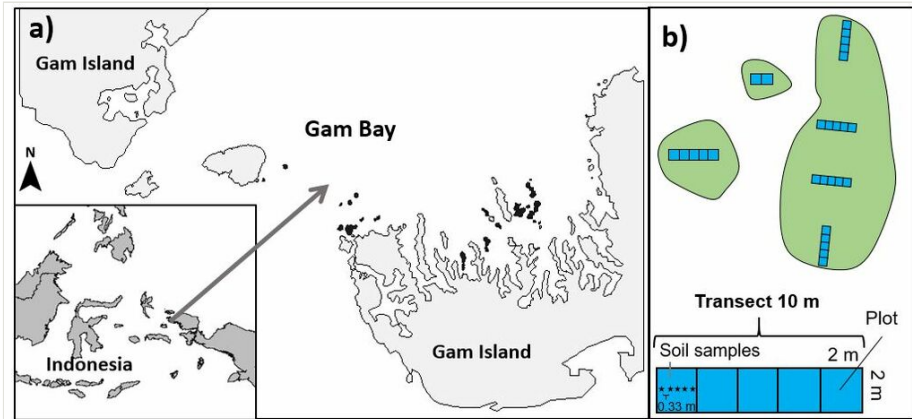 a)
Gam Island
Gam Bay
N
Indonesia
Gam Island
b)
Transect 10 m
Soil samples
2 m
Plot
2 m
0.33 m